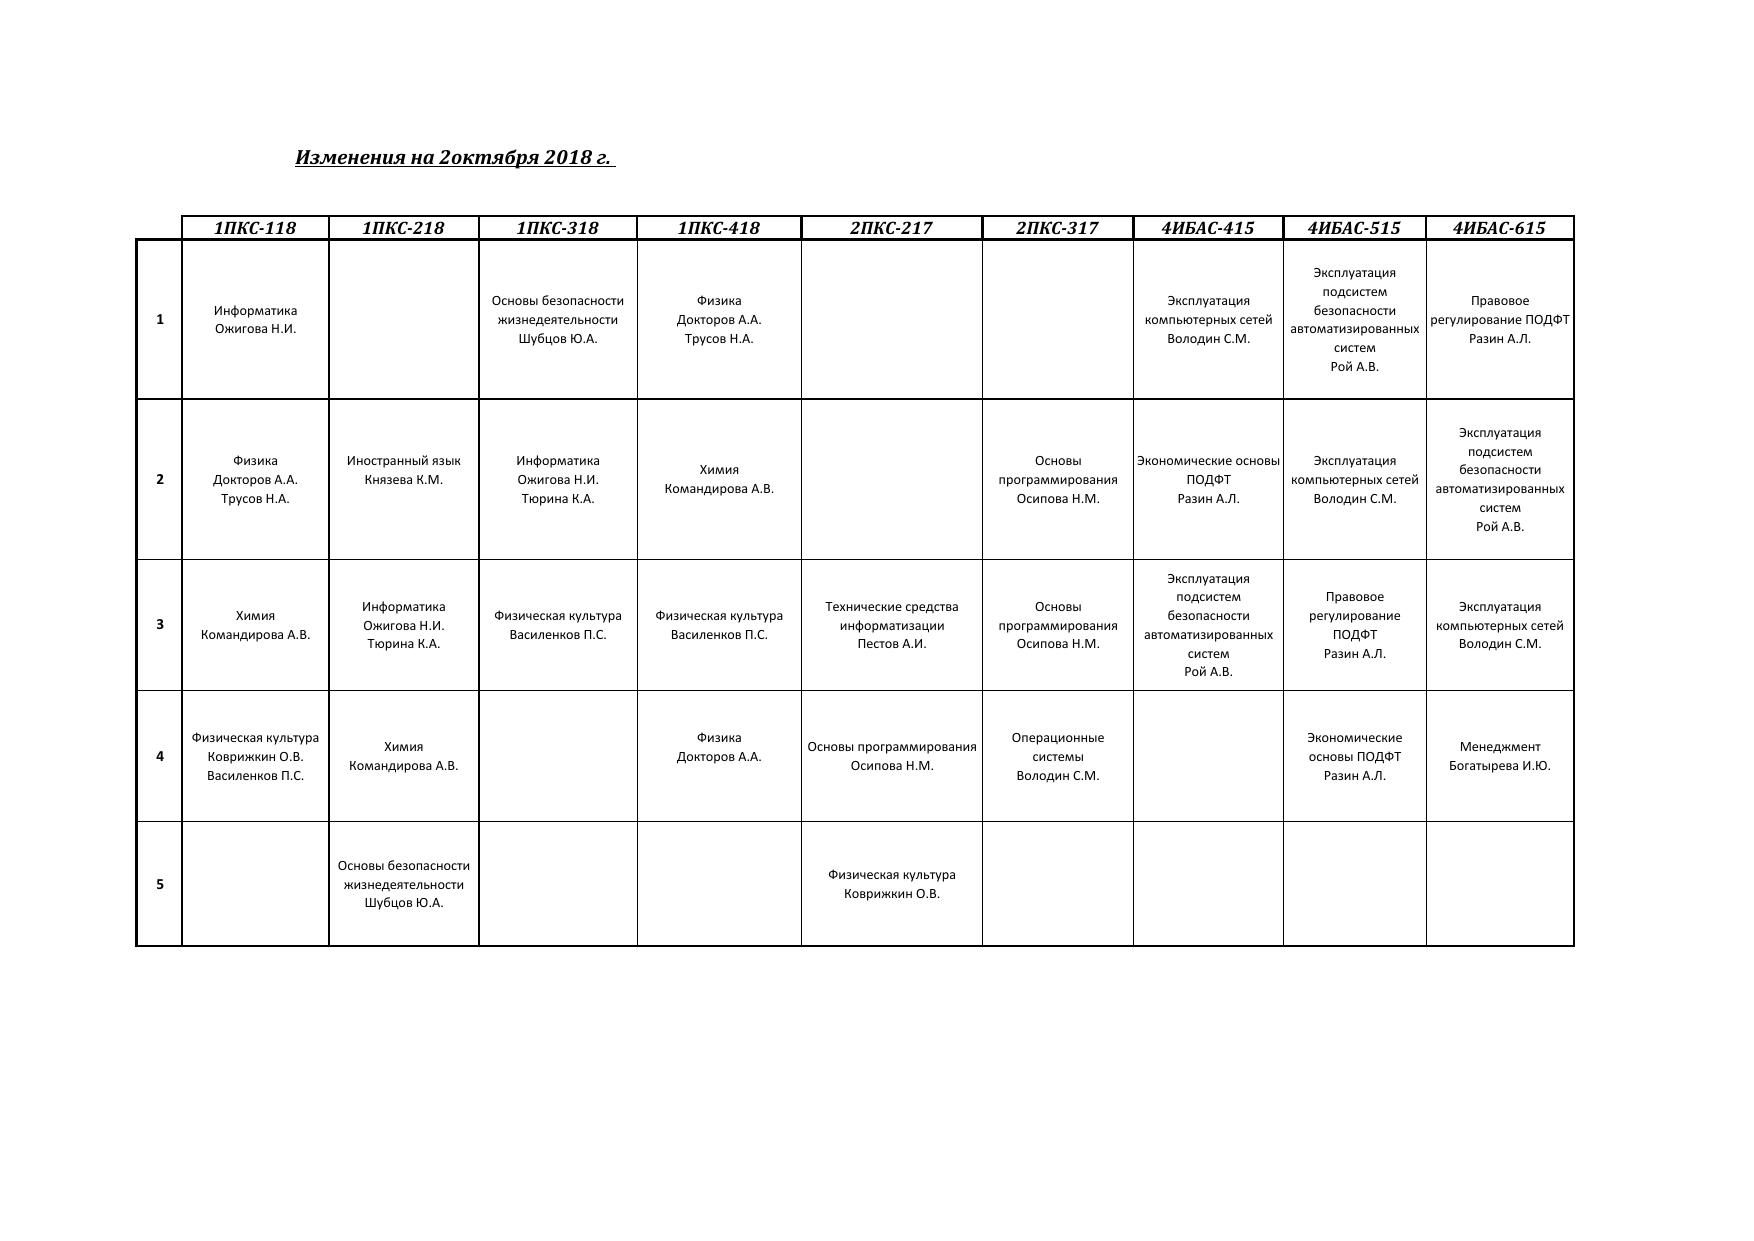 Изменения на 2октября 2018 г.
1ПКС-118 1ПКС-218 1ПКС-318 1ПКС-418 2ПКС-217 2ПКС-317 4ИБАС-415 4ИБАС-515 4ИБАС-615
1
Информатика
Ожигова Н.И.
Основы безопасности
жизнедеятельности
Шубцов Ю.А.
Физика
Докторов А.А.
Трусов Н.А.
Эксплуатация
компьютерных сетей
Володин С.М.
Эксплуатация
подсистем
безопасности
автоматизированных
систем
Рой А.В.
Правовое
регулирование ПОДФТ
Разин А.Л.
2
Физика
Докторов А.А.
Трусов Н.А.
Иностранный язык
Князева К.М.
Информатика
Ожигова Н.И.
Тюрина К.А.
Химия
Командирова А.В.
Основы
программирования
Осипова Н.М.
Экономические основы
ПОДФТ
Разин А.Л.
Эксплуатация
компьютерных сетей
Володин С.М.
Эксплуатация
подсистем
безопасности
автоматизированных
систем
Рой А.В.
3
Химия
Командирова А.В.
Информатика
Ожигова Н.И.
Тюрина К.А.
Физическая культура
Василенков П.С.
Физическая культура
Василенков П.С.
Технические средства
информатизации
Пестов А.И.
Основы
программирования
Осипова Н.М.
Эксплуатация
подсистем
безопасности
автоматизированных
систем
Рой А.В.
Правовое
регулирование
ПОДФТ
Разин А.Л.
Эксплуатация
компьютерных сетей
Володин С.М.
4
Физическая культура
Коврижкин О.В.
Василенков П.С.
Химия
Командирова А.В.
Физика
Докторов А.А.
Основы программирования
Осипова Н.М.
Операционные
системы
Володин С.М.
Экономические
основы ПОДФТ
Разин А.Л.
Менеджмент
Богатырева И.Ю.
5
Основы безопасности
жизнедеятельности
Шубцов Ю.А.
Физическая культура
Коврижкин О.В.